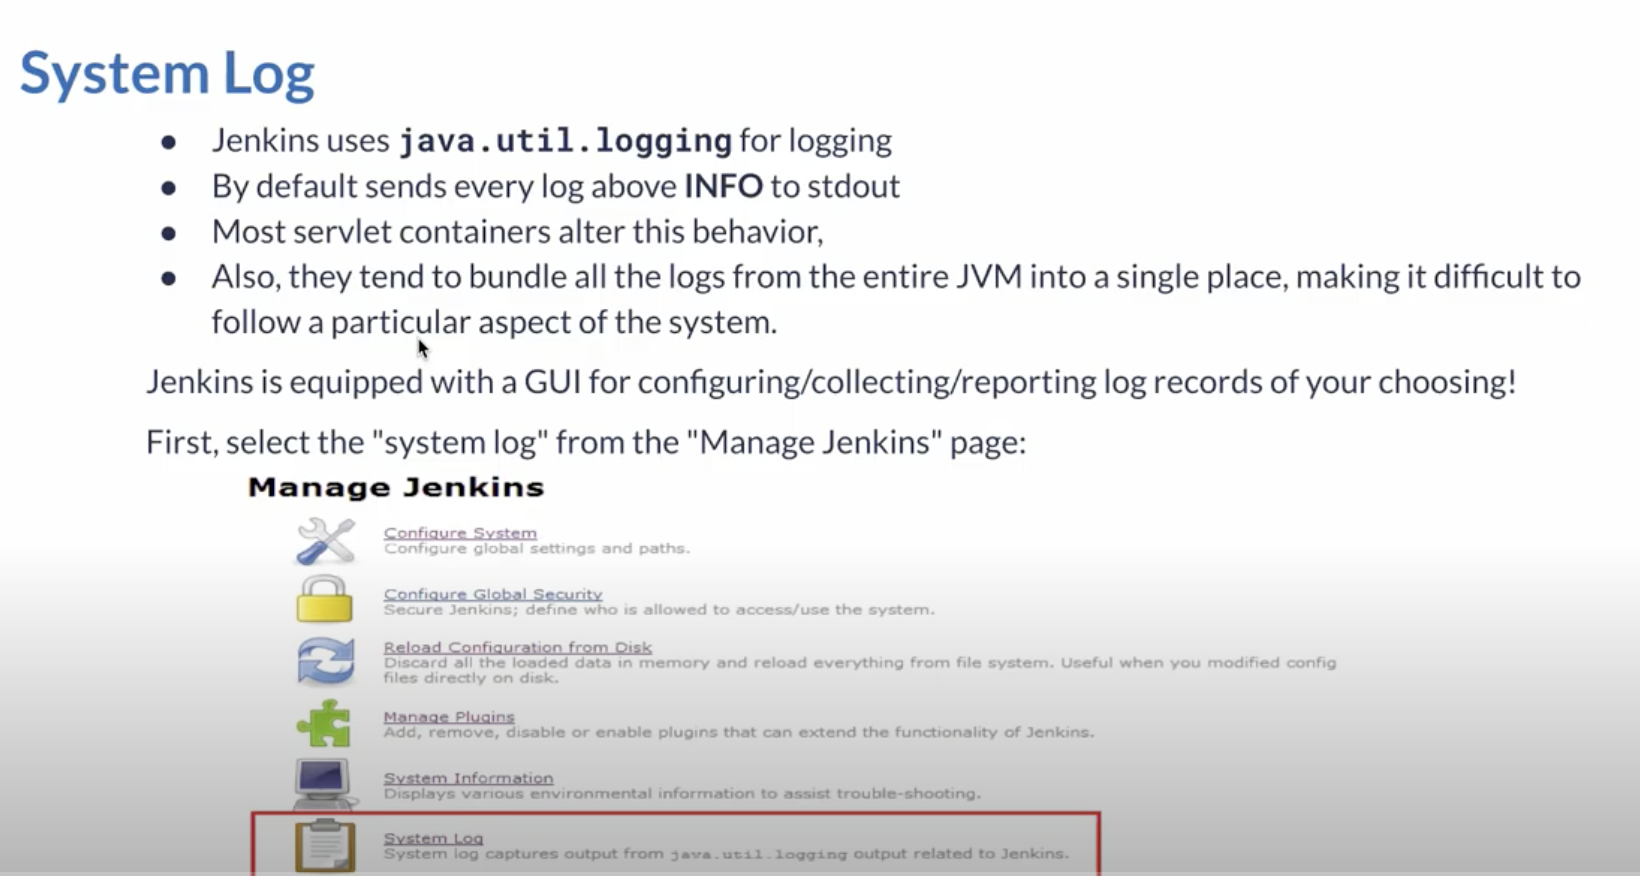 System Log
● Jenkins uses java.util.logging for logging
● By default sends every log above INFO to stdout
● Most servlet containers alter this behavior,
● Also, they tend to bundle all the logs from the entire JVM into a single place, making it difficult to
follow a particular aspect of the system.
Jenkins is equipped with a GUI for configuring/collecting/reporting log records of your choosing!
First, select the "system log" from the "Manage Jenkins" page:
Manage Jenkins
Configure System
Configure global settings and paths.
Configure Global Security
Secure Jenkins; define who is allowed to access/use the system.
Reload Configuration from Disk
Discard all the loaded data in memory and reload everything from file system. Useful when you modified config
files directly on disk.
Manage Plugins
Add, remove, disable or enable plugins that can extend the functionality of Jenkins.
System Information
Displays various environmental information to assist trouble-shooting.
System Log
System log captures output from java.util.logging output related to Jenkins.